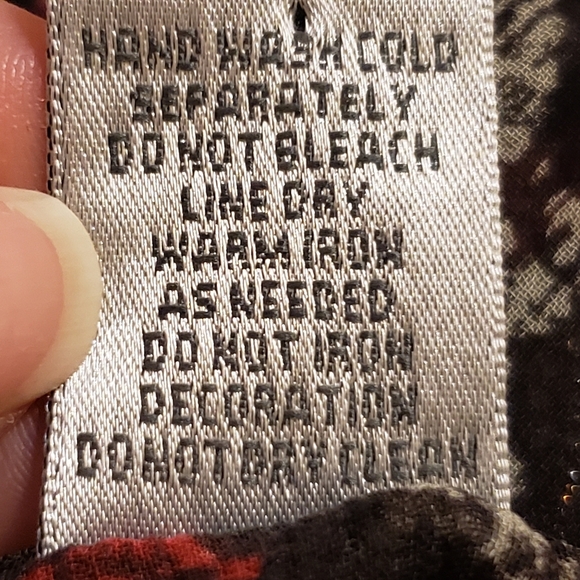 HAND WASH COLD
SEPARATELY
DO NOT BLEACH
LINE DRY
WARM IRON
AS NEEDED
DO NOT IRON
DECORATION
DO NOT DRY CLEAN